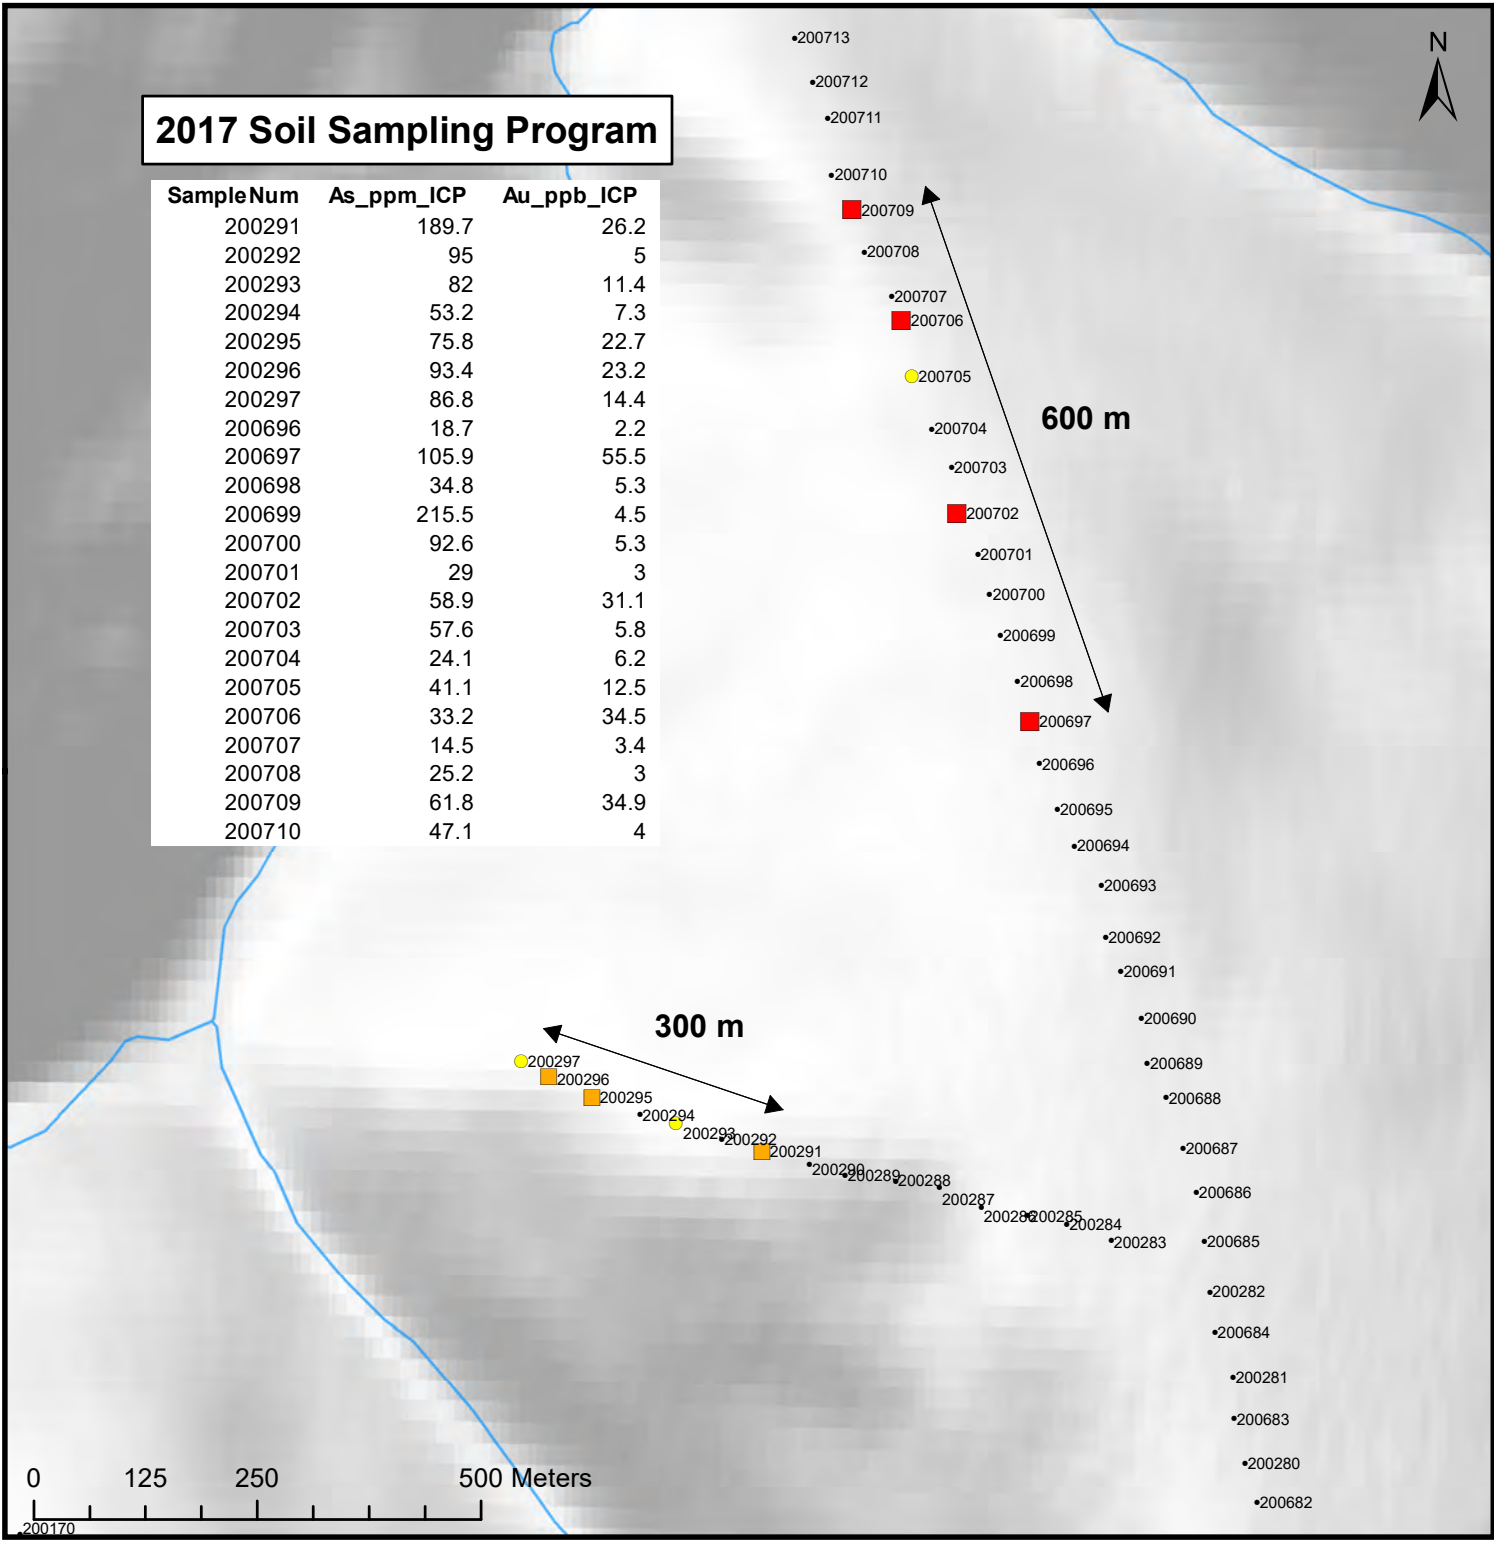 200713
N
200712
2017 Soil Sampling Program
200711
200710
SampleNum As_ppm_ICP Au_ppb_ICP
200291 189.7 26.2
200292 95 5
200293 82 11.4
200294 53.2 7.3
200295 75.8 22.7
200296 93.4 23.2
200297 86.8 14.4
200696 18.7 2.2
200697 105.9 55.5
200698 34.8 5.3
200699 215.5 4.5
200700 92.6 5.3
200701 29 3
200702 58.9 31.1
200703 57.6 5.8
200704 24.1 6.2
200705 41.1 12.5
200706 33.2 34.5
200707 14.5 3.4
200708 25.2 3
200709 61.8 34.9
200710 47.1 4
200709
200708
200707
200706
200705
600 m
200704
200703
200702
200701
200700
200699
200698
200697
200696
200695
200694
200693
200692
200691
200690
300 m
200689
200688
200297
200296
200295
200294
200293
200292
200291
200290
200289
200288
200287
200286
200285
200284
200283
200687
200686
200685
200282
200684
200281
200683
200280
200682
0 125 250 500 Meters
200170